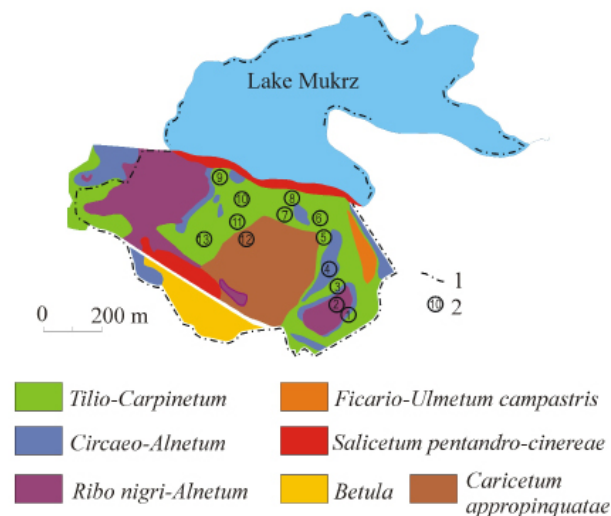 Lake Mukrz
9
10
8
7
6
11
13
12
5
4
3
2
1
1
10 2
0 200 m
Tilio-Carpinetum
Ficario-Ulmetum campastris
Circaeo-Alnetum
Salicetum pentandro-cinereae
Ribo nigri-Alnetum
Betula
Caricetum
appropinquatae